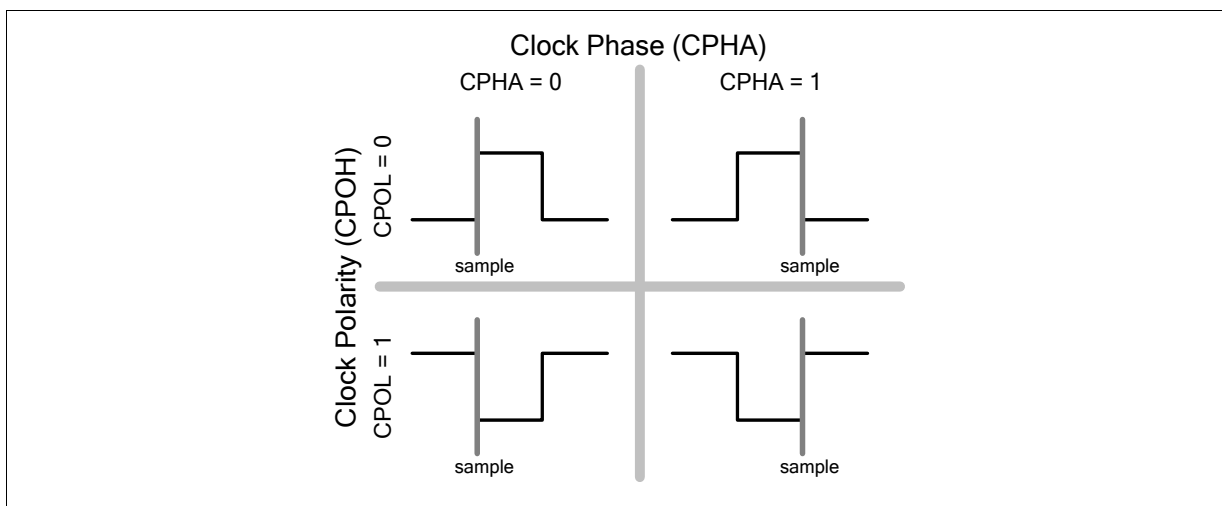 Clock Phase (CPHA)
CPHA = 0
CPHA = 1
Clock Polarity (CPOH)
CPOL = 0
sample
sample
CPOL = 1
sample
sample